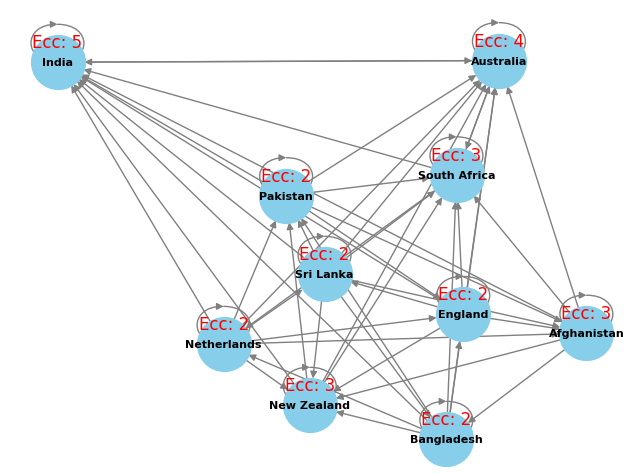 Ecc: 5
India
Ecc: 4
Australia
Ecc: 3
South Africa
Ecc: 2
Pakistan
Ecc: 2
Sri Lanka
Ecc: 2
England
Ecc: 3
Afghanistan
Ecc: 2
Netherlands
Ecc: 3
New Zealand
Ecc: 2
Bangladesh